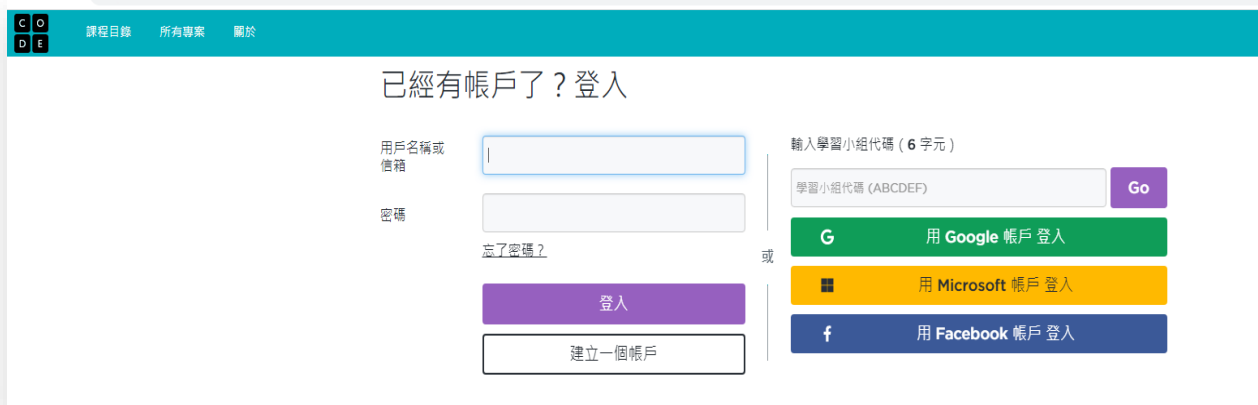 CO
DE
課程目錄 所有專案 關於
已經有帳戶了？登入
用戶名稱或
信箱
密碼
忘了密碼？
登入
建立一個帳戶
或
輸入學習小組代碼 ( 6 字元 )
學習小組代碼 (ABCDEF) Go
G 用 Google 帳戶 登入
用 Microsoft 帳戶 登入
f 用 Facebook 帳戶 登入